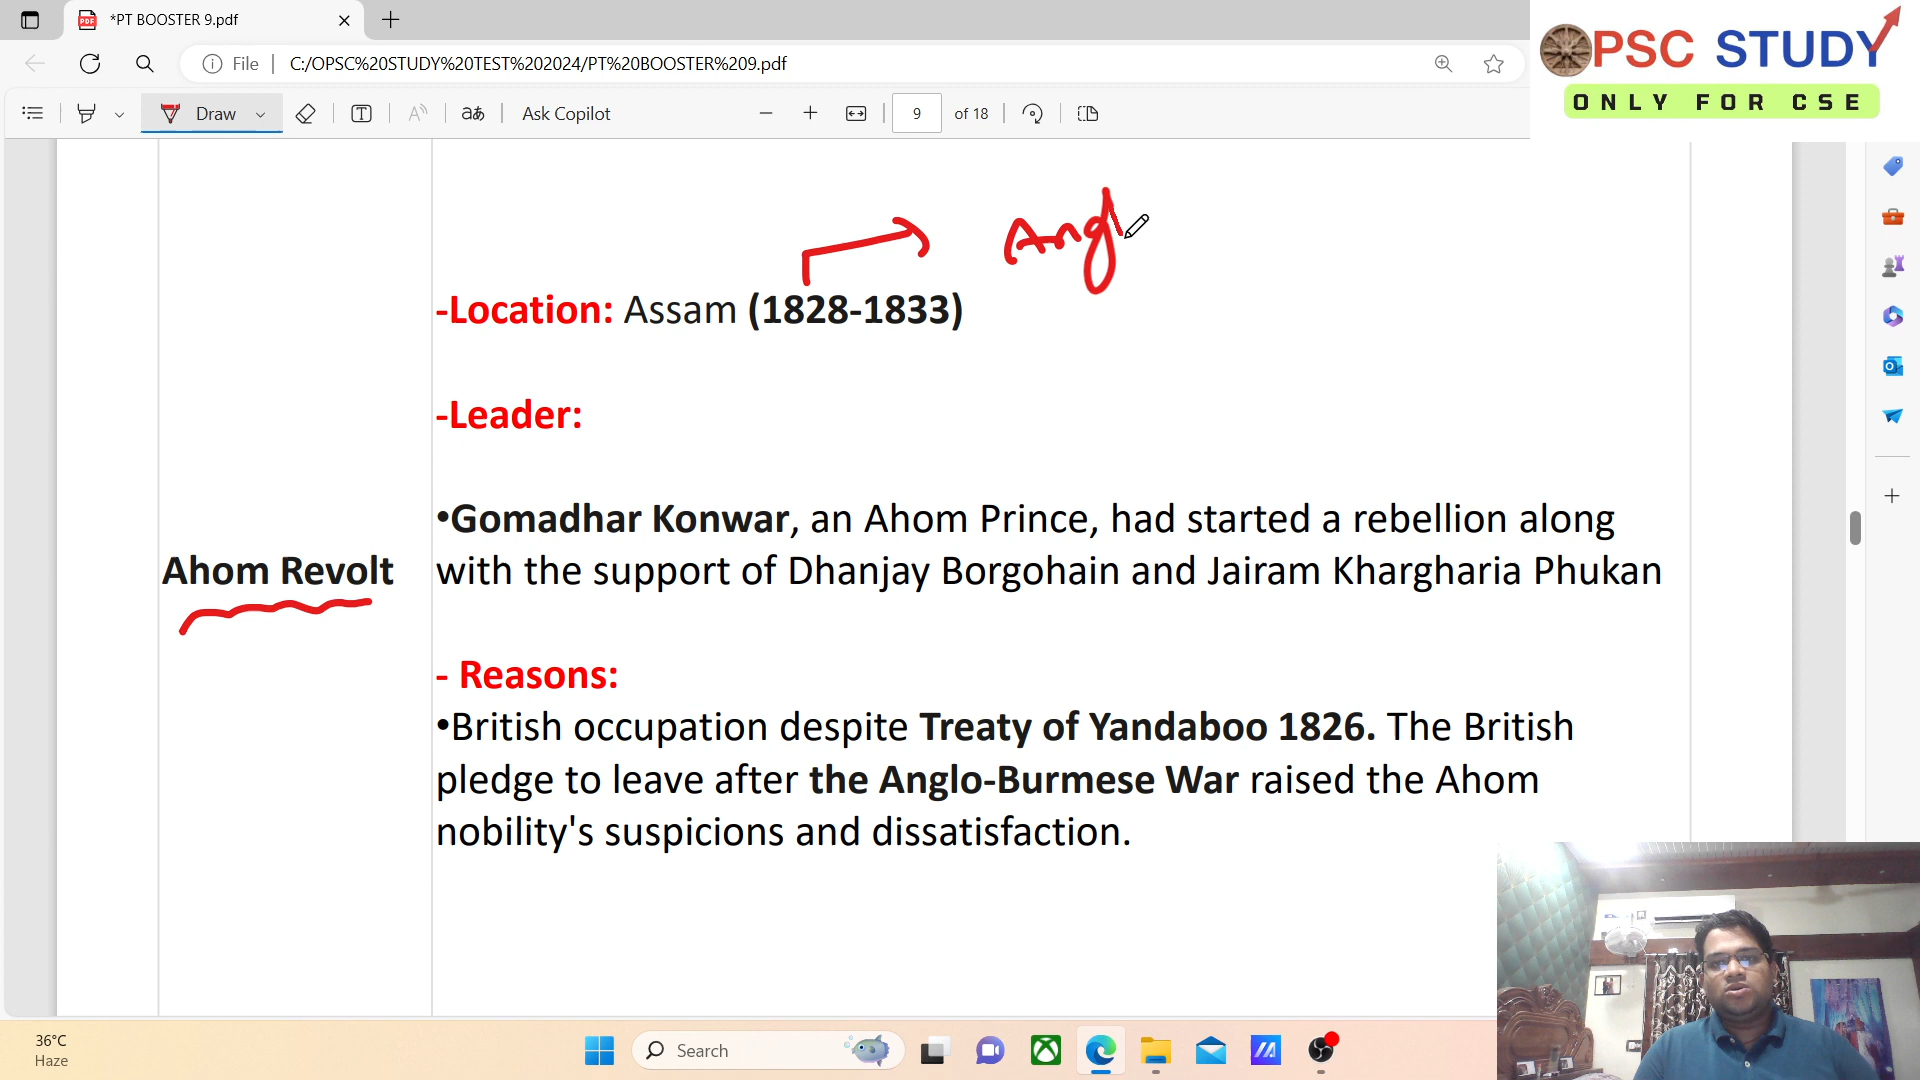 *PT BOOSTER 9.pdf
File C:/OPSC%20STUDY%20TEST%202024/PT%20BOOSTER%209.pdf
PSC STUDY
ONLY FOR CSE
Draw
T
aあ
Ask Copilot
9 of 18
Angl
-Location: Assam (1828-1833)
-Leader:
•Gomadhar Konwar, an Ahom Prince, had started a rebellion along
with the support of Dhanjay Borgohain and Jairam Khargharia Phukan
Ahom Revolt
- Reasons:
•British occupation despite Treaty of Yandaboo 1826. The British
pledge to leave after the Anglo-Burmese War raised the Ahom
nobility's suspicions and dissatisfaction.
36°C
Haze
Search